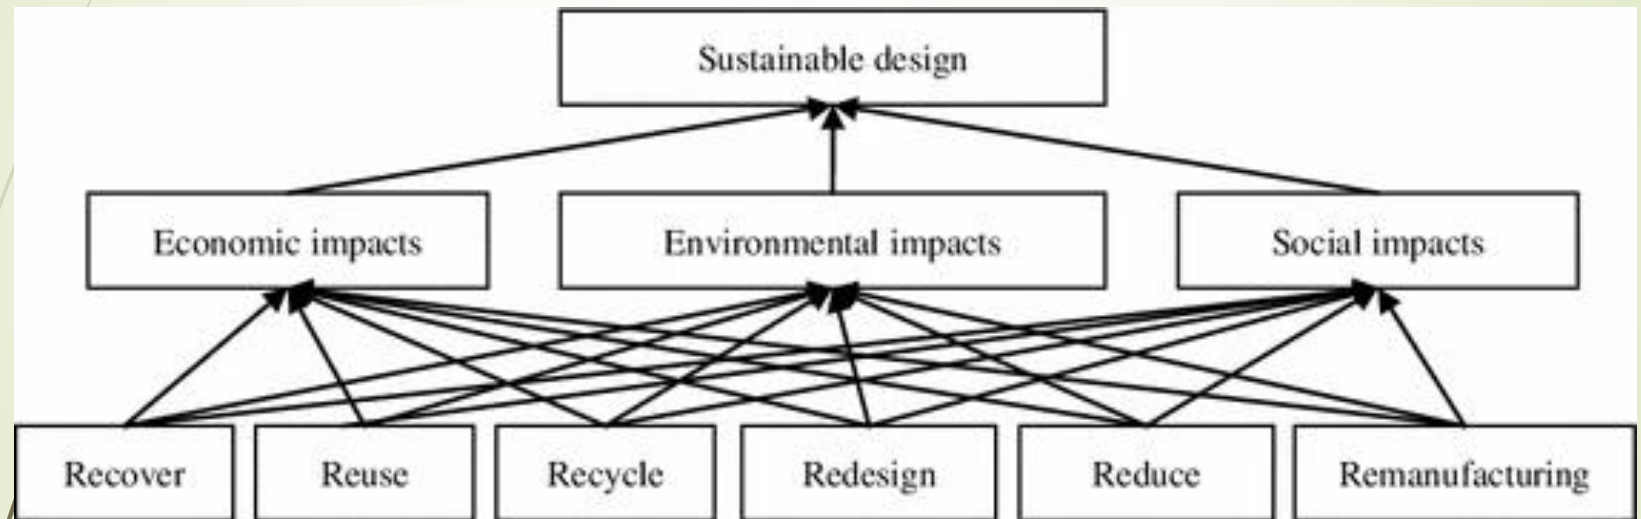 Sustainable design
Economic impacts
Environmental impacts
Social impacts
Recover
Reuse
Recycle
Redesign
Reduce
Remanufacturing